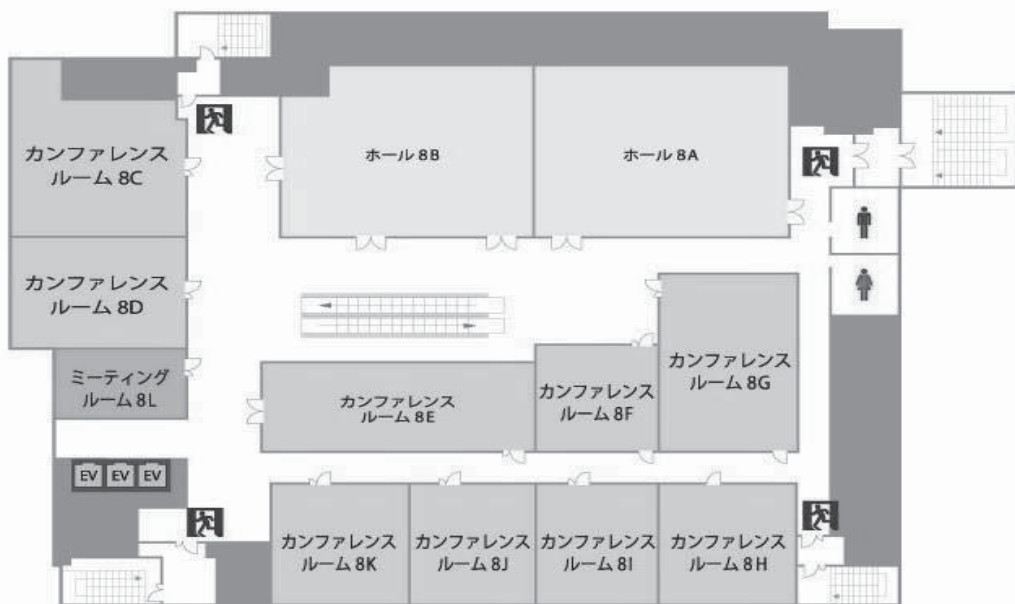 カンファレンス
ルーム 8C
ホール 8B
ホール 8A
カンファレンス
ルーム 8D
ミーティング
ルーム 8L
カンファレンス
ルーム 8E
カンファレンス
ルーム 8F
カンファレンス
ルーム 8G
EV
EV
EV
カンファレンス
ルーム 8K
カンファレンス
ルーム 8J
カンファレンス
ルーム 8I
カンファレンス
ルーム 8H